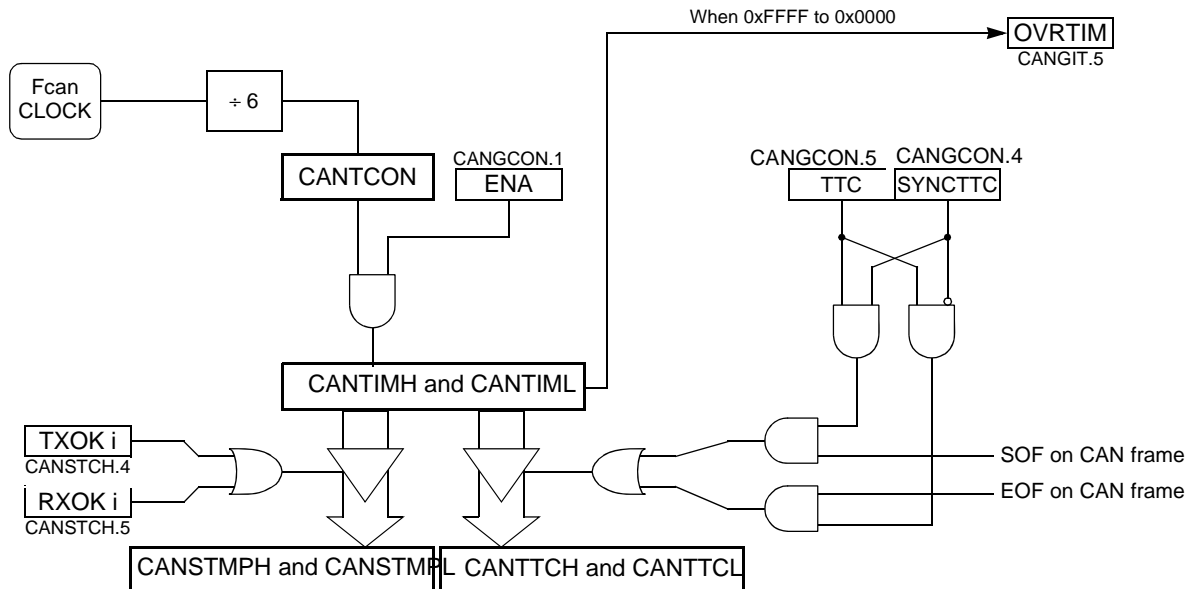 When 0xFFFF to 0x0000
OVRTIM
CANGIT.5
Fcan
CLOCK
÷ 6
CANTCON
CANGCON.1
ENA
CANGCON.5 CANGCON.4
TTC SYNCTTC
CANTIMH and CANTIML
TXOK i
CANSTCH.4
RXOK i
CANSTCH.5
SOF on CAN frame
EOF on CAN frame
CANSTMPH and CANSTMPL CANTTCH and CANTTCL